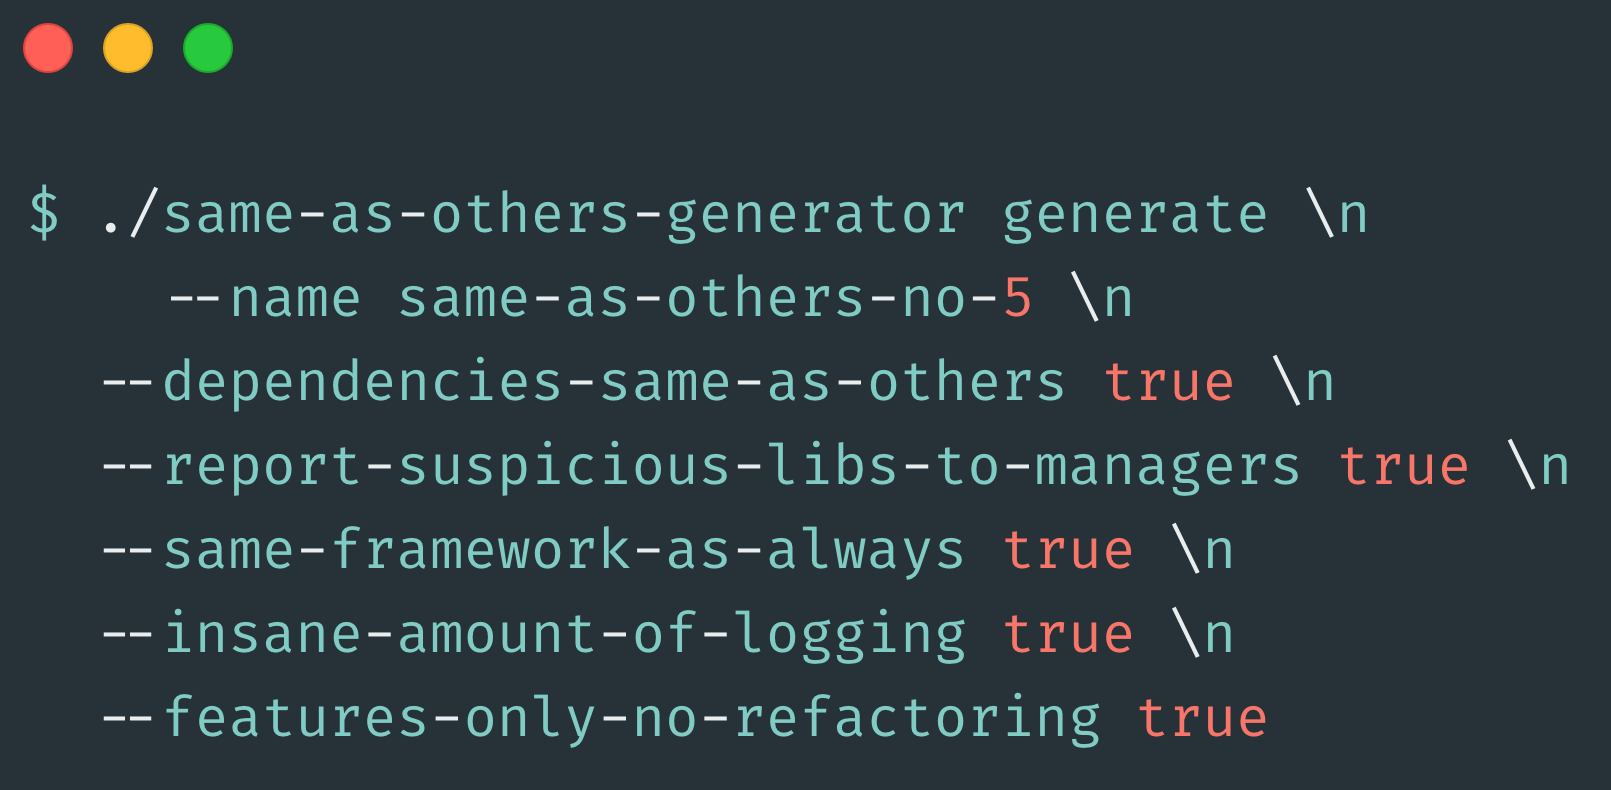 $ ./same-as-others-generator generate \n
--name same-as-others-no-5 \n
--dependencies-same-as-others true \n
--report-suspicious-libs-to-managers true \n
--same-framework-as-always true \n
--insane-amount-of-logging true \n
--features-only-no-refactoring true